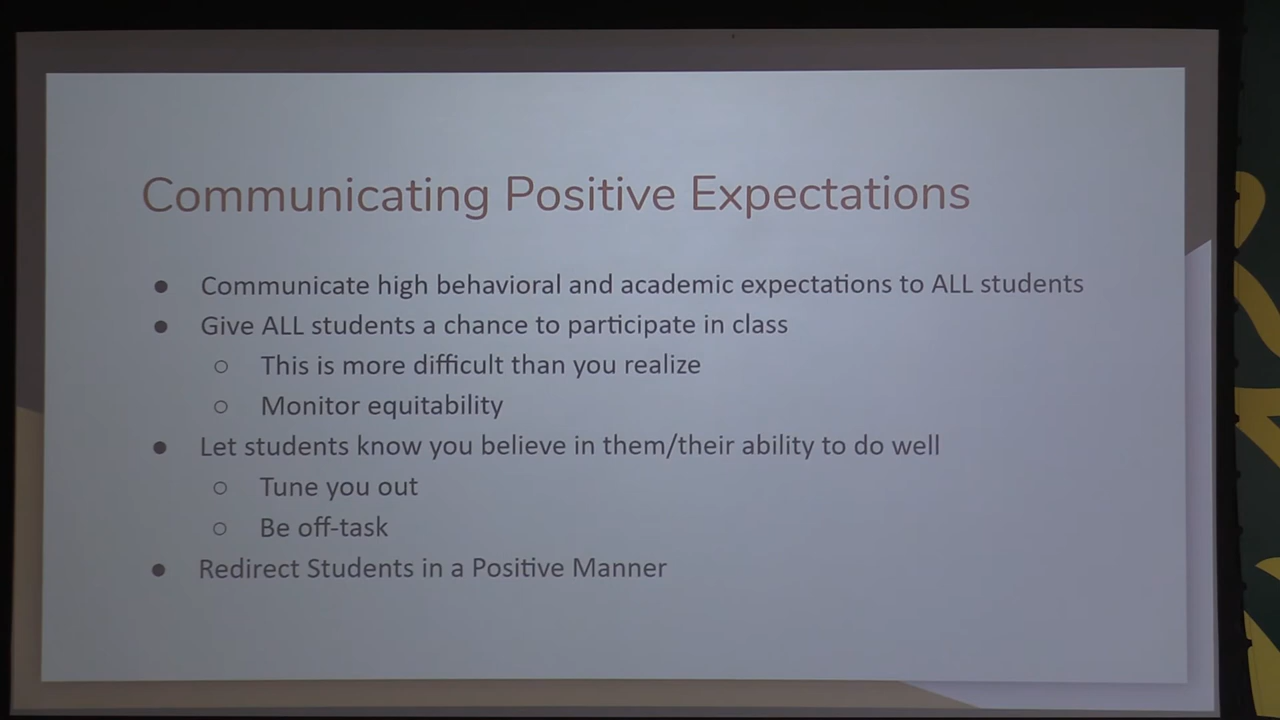 Communicating Positive Expectations
● Communicate high behavioral and academic expectations to ALL students
● Give ALL students a chance to participate in class
○ This is more difficult than you realize
○ Monitor equitability
● Let students know you believe in them/their ability to do well
○ Tune you out
○ Be off-task
● Redirect Students in a Positive Manner